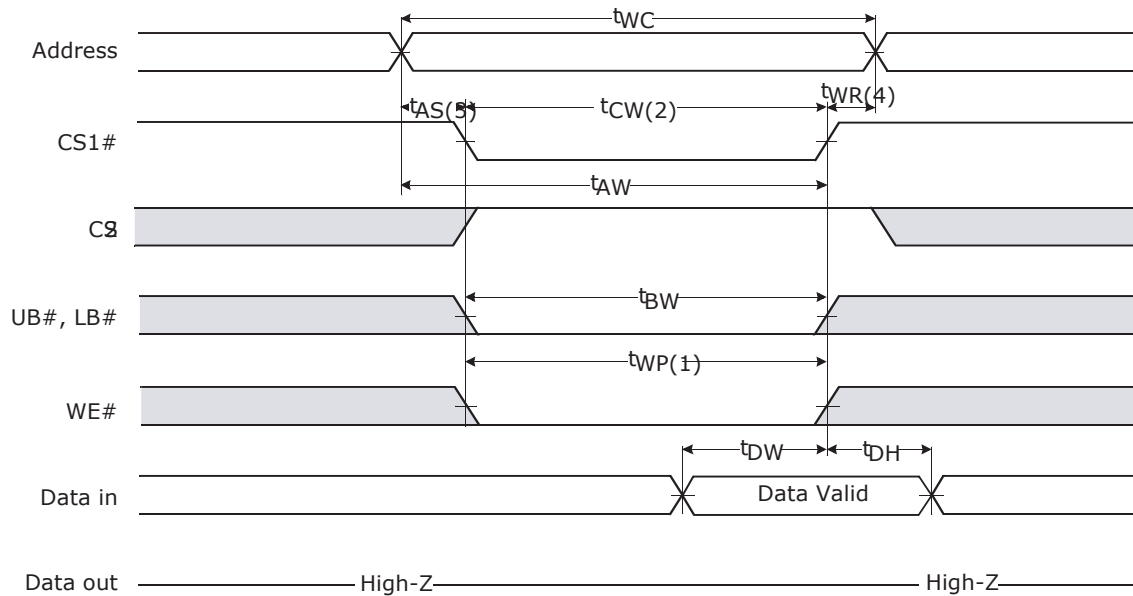 tWC
Address
tAS(3)
tCW(2)
tWR(4)
CS1#
tAW
CS2
tBW
UB#, LB#
tWP(1)
WE#
tDW
tDH
Data in
Data Valid
Data out
High-Z
High-Z